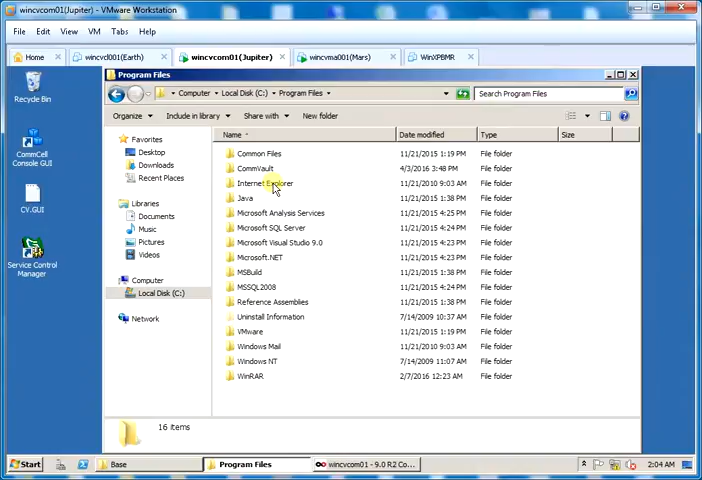 wincvcom01(Jupiter) - VMware Workstation
File Edit View VM Tabs Help
Home wincvcl001(Earth) wincvcom01(Jupiter) wincvma001(Mars) WinXPBMR
Recycle Bin
CommCell Console GUI
CV.GUI
Service Control Manager
Program Files
Computer Local Disk (C:) Program Files Search Program Files
Organize Include in library Share with New folder
Favorites
Desktop
Downloads
Recent Places
Libraries
Documents
Music
Pictures
Videos
Computer
Local Disk (C:)
Network
Name Date modified Type Size
Common Files 11/21/2015 1:19 PM File folder
CommVault 4/3/2016 3:48 PM File folder
Internet Explorer 11/21/2010 9:03 AM File folder
Java 11/21/2015 1:38 PM File folder
Microsoft Analysis Services 11/21/2015 4:25 PM File folder
Microsoft SQL Server 11/21/2015 4:24 PM File folder
Microsoft Visual Studio 9.0 11/21/2015 4:23 PM File folder
Microsoft.NET 11/21/2015 4:23 PM File folder
MSBuild 11/21/2015 1:38 PM File folder
MSSQL2008 11/21/2015 4:24 PM File folder
Reference Assemblies 11/21/2015 1:38 PM File folder
Uninstall Information 7/14/2009 10:37 AM File folder
VMware 11/21/2015 1:19 PM File folder
Windows Mail 11/21/2010 9:03 AM File folder
Windows NT 7/14/2009 11:07 AM File folder
WinRAR 2/7/2016 12:23 AM File folder
16 items
Start Base Program Files wincvcom01 - 9.0 R2 Co... 2:04 AM